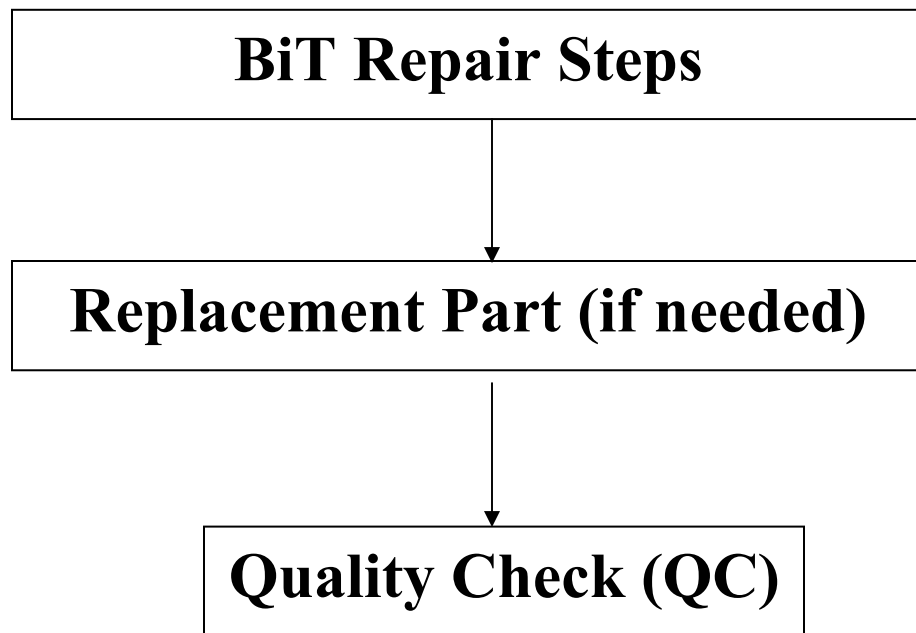 BiT Repair Steps
Replacement Part (if needed)
Quality Check (QC)